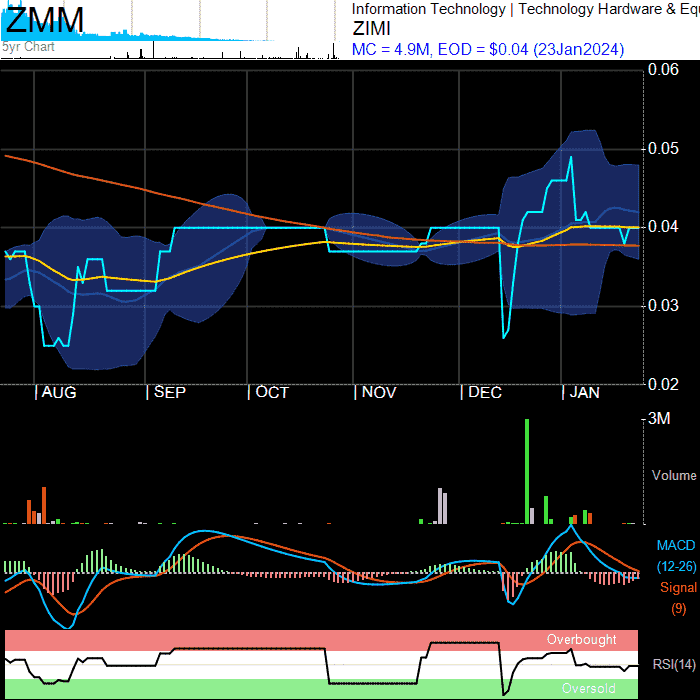 ZMM
5yr Chart
Information Technology | Technology Hardware & Equ
ZIMI
MC = 4.9M, EOD = $0.04 (23Jan2024)
0.06
0.05
0.04
0.03
0.02
| AUG | SEP | OCT | NOV | DEC | JAN
3M
Volume
MACD
(12-26)
Signal
(9)
Overbought
RSI(14)
Oversold